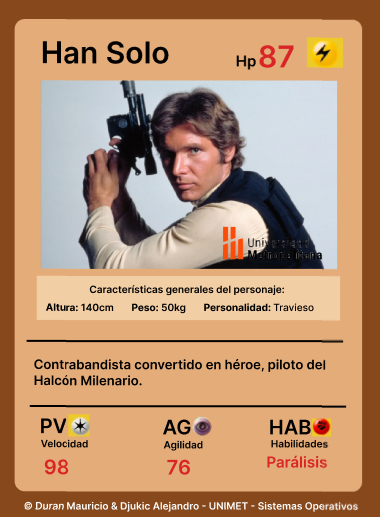 Han Solo
Hp 87
Universidad
Metropolitana
Características generales del personaje:
Altura: 140cm Peso: 50kg Personalidad: Travieso
Contrabandista convertido en héroe, piloto del
Halcón Milenario.
PV AG HAB
Velocidad Agilidad Habilidades
98 76 Parálisis
© Duran Mauricio & Djukic Alejandro - UNIMET - Sistemas Operativos